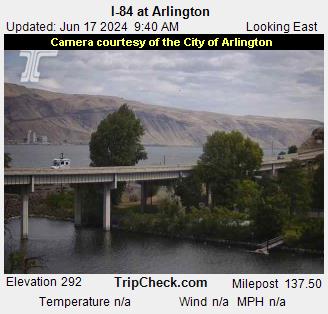 I-84 at Arlington
Updated: Jun 17 2024 9:40 AM Looking East
Camera courtesy of the City of Arlington
Elevation 292 TripCheck.com Milepost 137.50
Temperature n/a Wind n/a MPH n/a